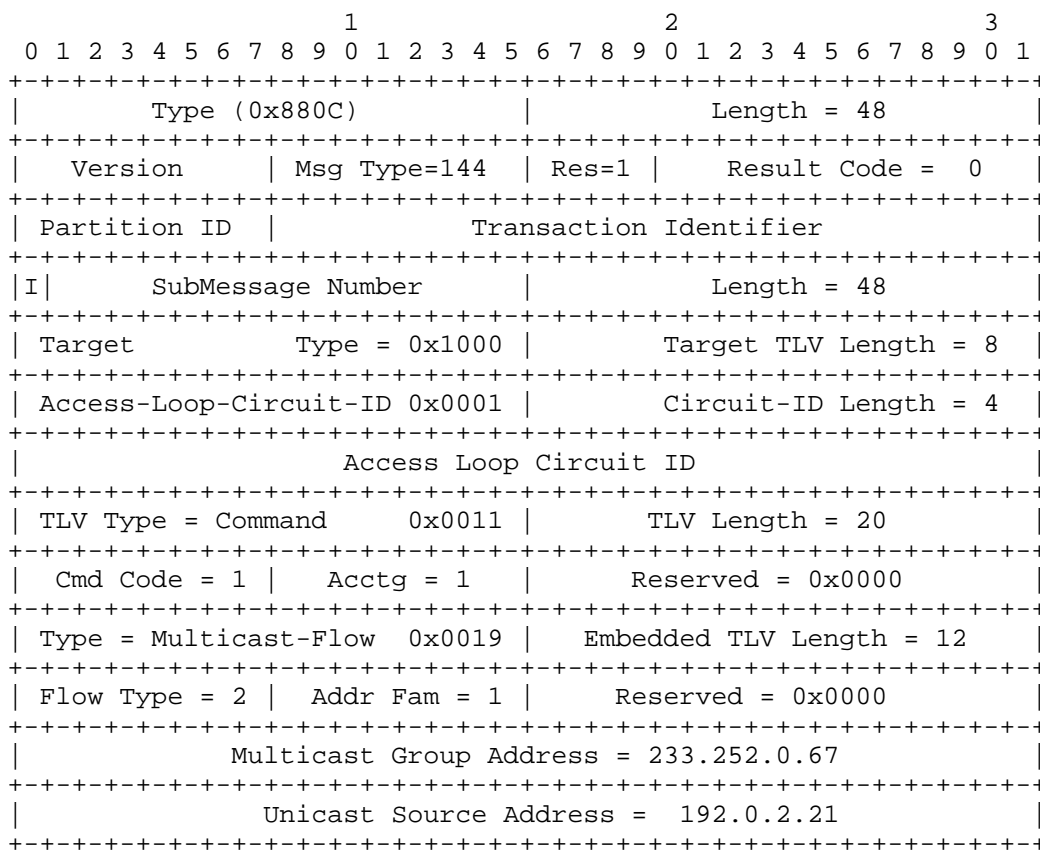 1                   2                   3
 0 1 2 3 4 5 6 7 8 9 0 1 2 3 4 5 6 7 8 9 0 1 2 3 4 5 6 7 8 9 0 1
+-+-+-+-+-+-+-+-+-+-+-+-+-+-+-+-+-+-+-+-+-+-+-+-+-+-+-+-+-+-+-+-+
|        Type (0x880C)          |           Length = 48         |
+-+-+-+-+-+-+-+-+-+-+-+-+-+-+-+-+-+-+-+-+-+-+-+-+-+-+-+-+-+-+-+-+
|   Version     | Msg Type=144  | Res=1 |    Result Code =  0   |
+-+-+-+-+-+-+-+-+-+-+-+-+-+-+-+-+-+-+-+-+-+-+-+-+-+-+-+-+-+-+-+-+
| Partition ID  |            Transaction Identifier             |
+-+-+-+-+-+-+-+-+-+-+-+-+-+-+-+-+-+-+-+-+-+-+-+-+-+-+-+-+-+-+-+-+
|I|      SubMessage Number      |           Length = 48         |
+-+-+-+-+-+-+-+-+-+-+-+-+-+-+-+-+-+-+-+-+-+-+-+-+-+-+-+-+-+-+-+-+
| Target          Type = 0x1000 |        Target TLV Length = 8  |
+-+-+-+-+-+-+-+-+-+-+-+-+-+-+-+-+-+-+-+-+-+-+-+-+-+-+-+-+-+-+-+-+
| Access-Loop-Circuit-ID 0x0001 |        Circuit-ID Length = 4  |
+-+-+-+-+-+-+-+-+-+-+-+-+-+-+-+-+-+-+-+-+-+-+-+-+-+-+-+-+-+-+-+-+
|                    Access Loop Circuit ID                     |
+-+-+-+-+-+-+-+-+-+-+-+-+-+-+-+-+-+-+-+-+-+-+-+-+-+-+-+-+-+-+-+-+
| TLV Type = Command     0x0011 |       TLV Length = 20         |
+-+-+-+-+-+-+-+-+-+-+-+-+-+-+-+-+-+-+-+-+-+-+-+-+-+-+-+-+-+-+-+-+
|  Cmd Code = 1 |   Acctg = 1   |      Reserved = 0x0000        |
+-+-+-+-+-+-+-+-+-+-+-+-+-+-+-+-+-+-+-+-+-+-+-+-+-+-+-+-+-+-+-+-+
| Type = Multicast-Flow  0x0019 |   Embedded TLV Length = 12    |
+-+-+-+-+-+-+-+-+-+-+-+-+-+-+-+-+-+-+-+-+-+-+-+-+-+-+-+-+-+-+-+-+
| Flow Type = 2 |  Addr Fam = 1 |     Reserved = 0x0000         |
+-+-+-+-+-+-+-+-+-+-+-+-+-+-+-+-+-+-+-+-+-+-+-+-+-+-+-+-+-+-+-+-+
|             Multicast Group Address = 233.252.0.67            |
+-+-+-+-+-+-+-+-+-+-+-+-+-+-+-+-+-+-+-+-+-+-+-+-+-+-+-+-+-+-+-+-+
|               Unicast Source Address =  192.0.2.21            |
+-+-+-+-+-+-+-+-+-+-+-+-+-+-+-+-+-+-+-+-+-+-+-+-+-+-+-+-+-+-+-+-+